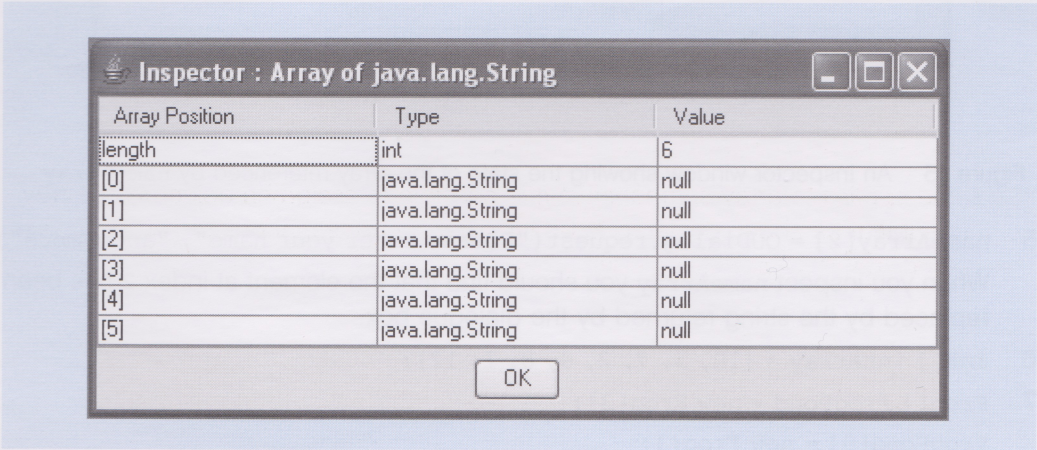 Inspector : Array of java.lang.String
Array Position Type Value
length int 6
[0] java.lang.String null
[1] java.lang.String null
[2] java.lang.String null
[3] java.lang.String null
[4] java.lang.String null
[5] java.lang.String null
OK